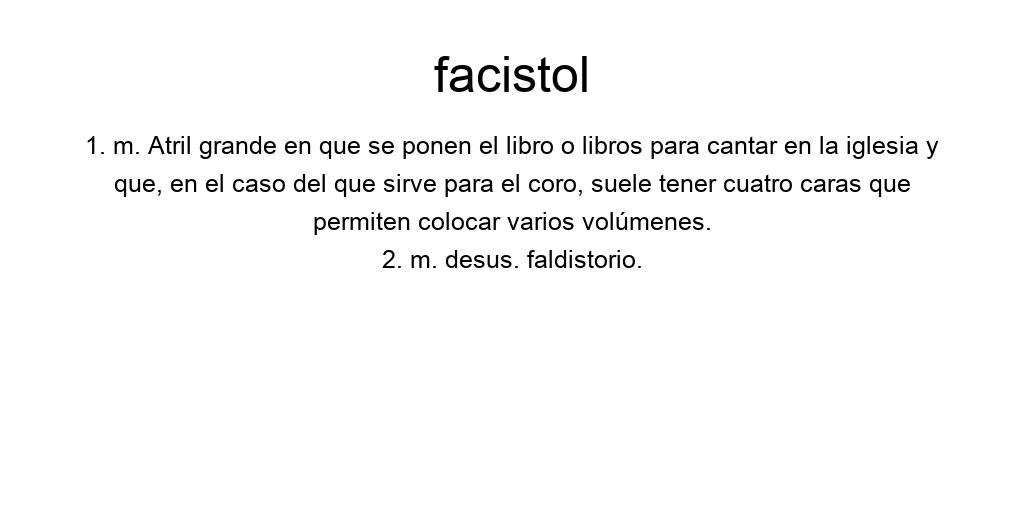 facistol
1. m. Atril grande en que se ponen el libro o libros para cantar en la iglesia y
que, en el caso del que sirve para el coro, suele tener cuatro caras que
permiten colocar varios volúmenes.
2. m. desus. faldistorio.